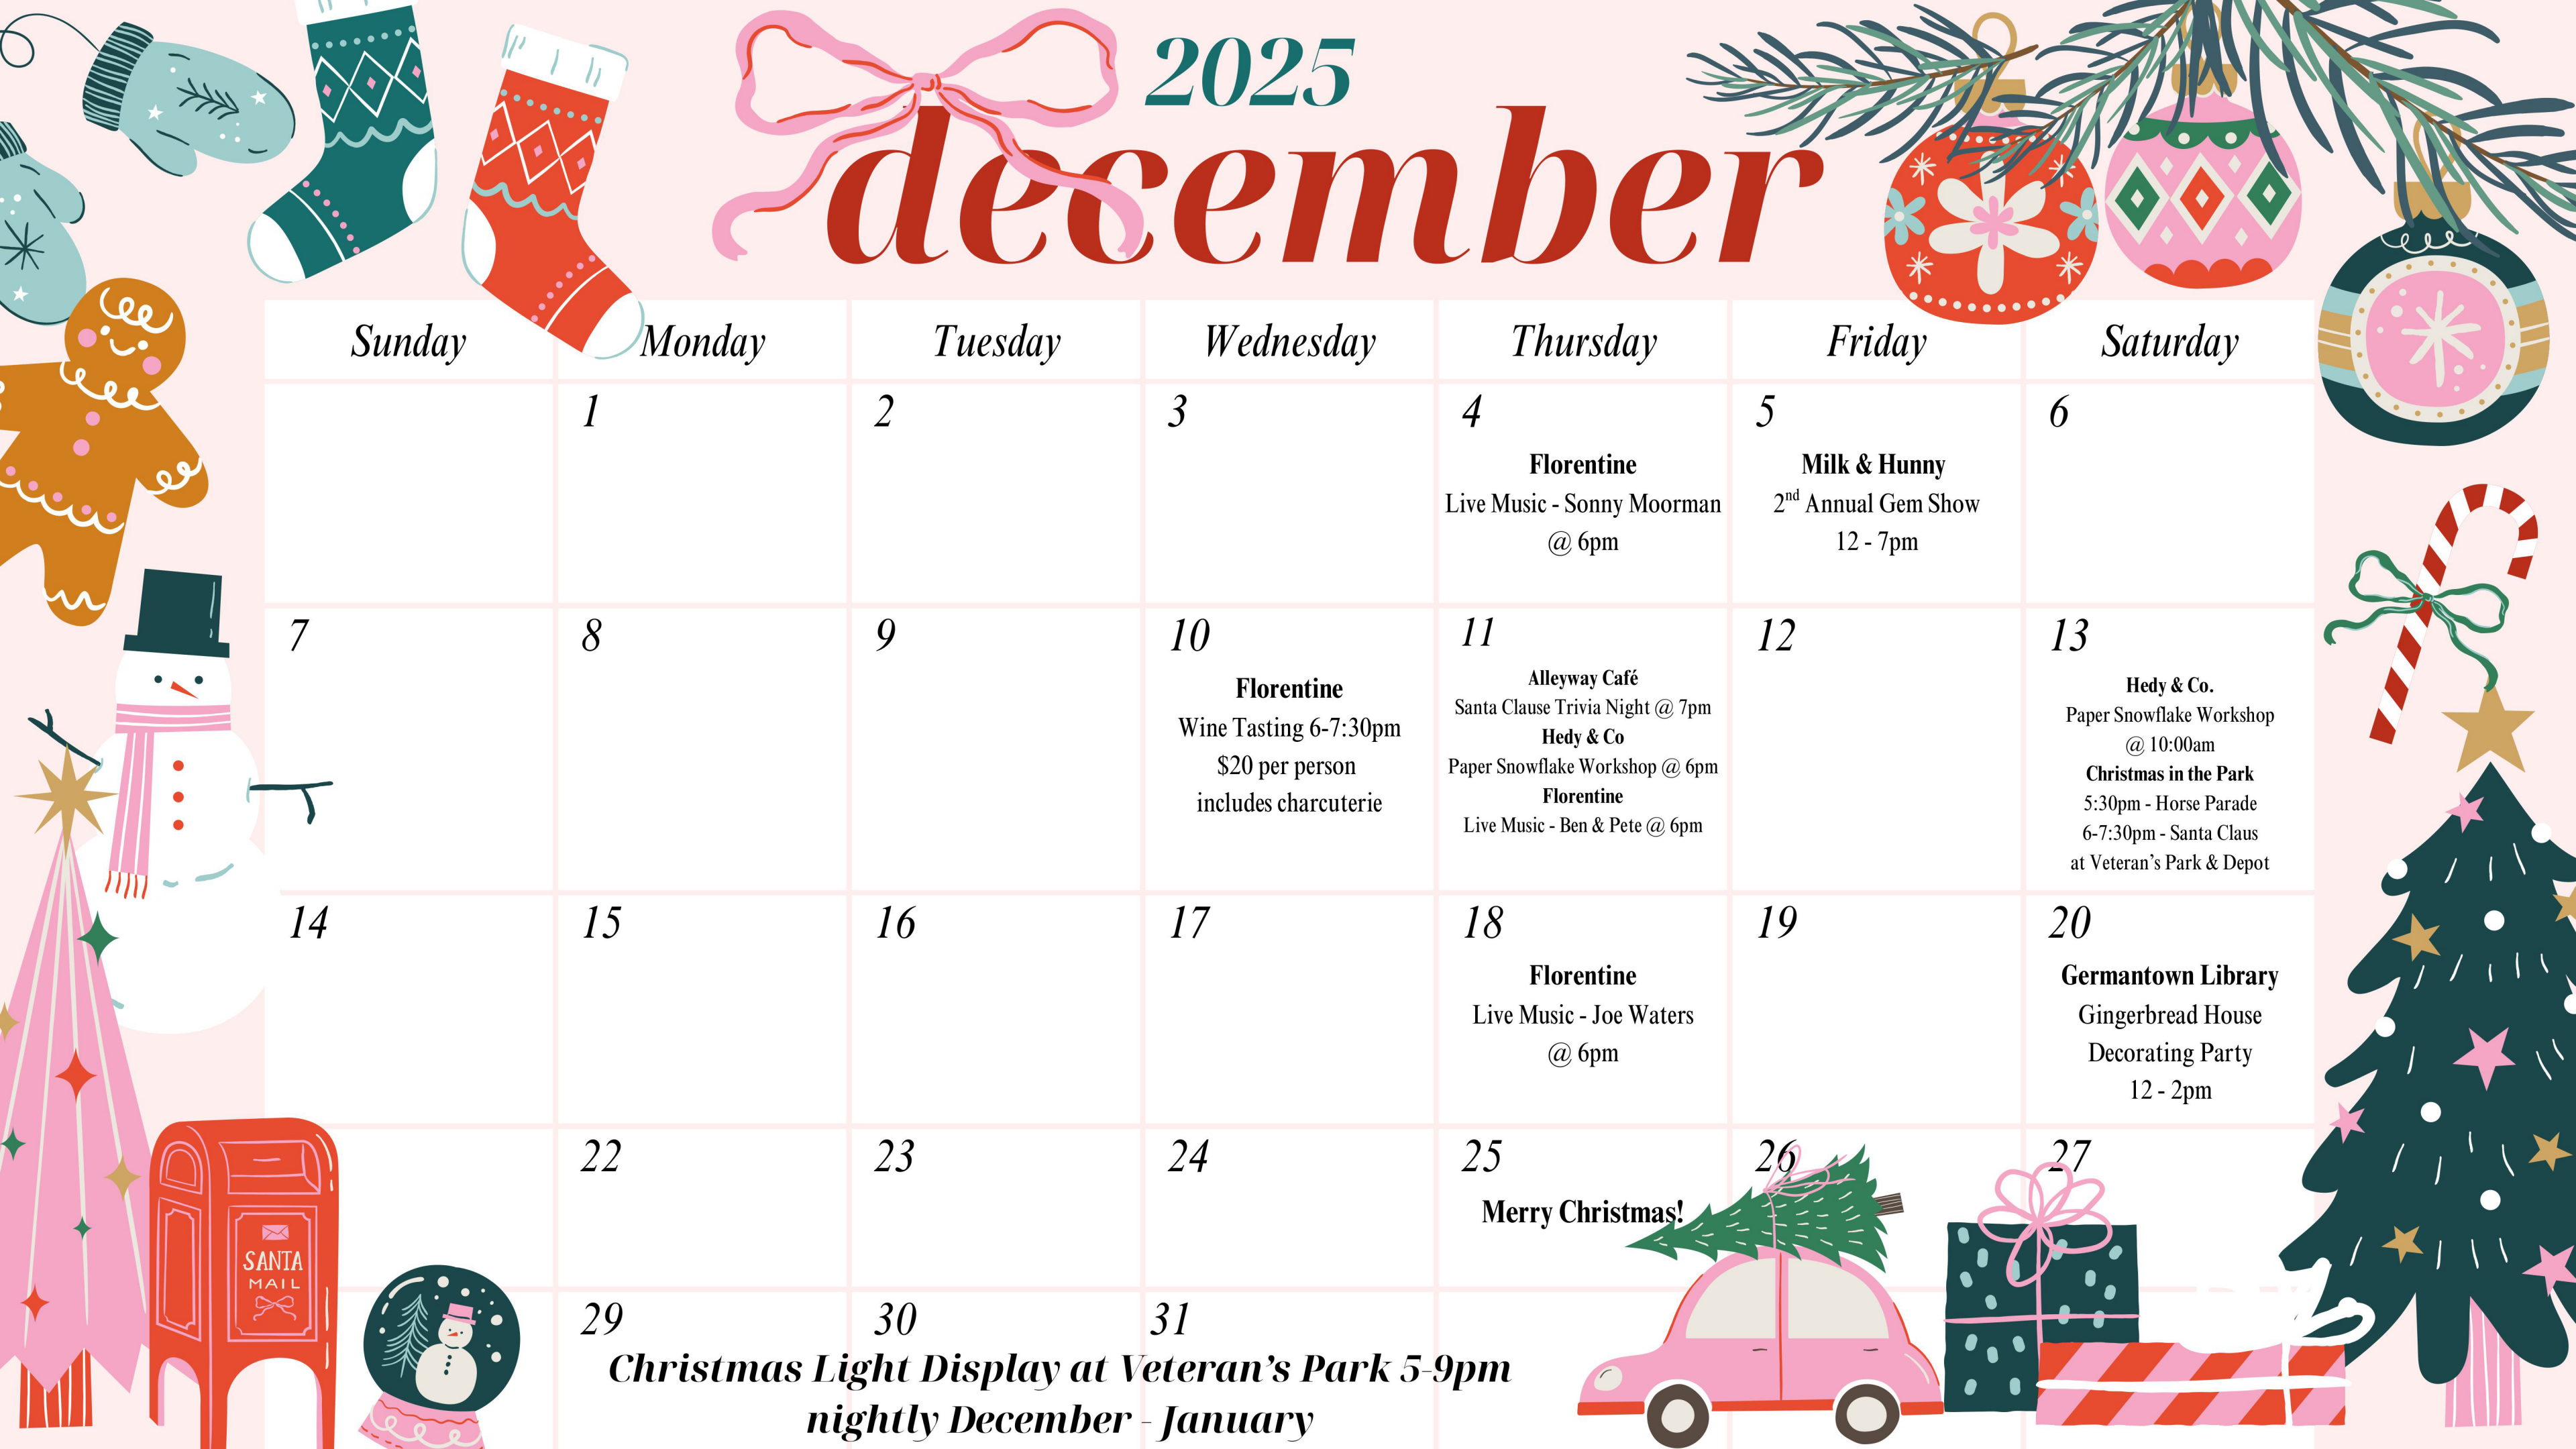 2025
december
Sunday Monday Tuesday Wednesday Thursday Friday Saturday
1 2 3 4 5 6
Florentine
Live Music - Sonny Moorman
@ 6pm
Milk & Hunny
2nd Annual Gem Show
12 - 7pm
7 8 9 10 11 12 13
Florentine
Wine Tasting 6-7:30pm
$20 per person
includes charcuterie
Alleyway Café
Santa Clause Trivia Night @ 7pm
Hedy & Co
Paper Snowflake Workshop @ 6pm
Florentine
Live Music - Ben & Pete @ 6pm
Hedy & Co.
Paper Snowflake Workshop
@ 10:00am
Christmas in the Park
5:30pm - Horse Parade
6-7:30pm - Santa Claus
at Veteran’s Park & Depot
14 15 16 17 18 19 20
Florentine
Live Music - Joe Waters
@ 6pm
Germantown Library
Gingerbread House
Decorating Party
12 - 2pm
22 23 24 25 26 27
Merry Christmas!
SANTA
MAIL
29 30 31
Christmas Light Display at Veteran’s Park 5-9pm
nightly December - January